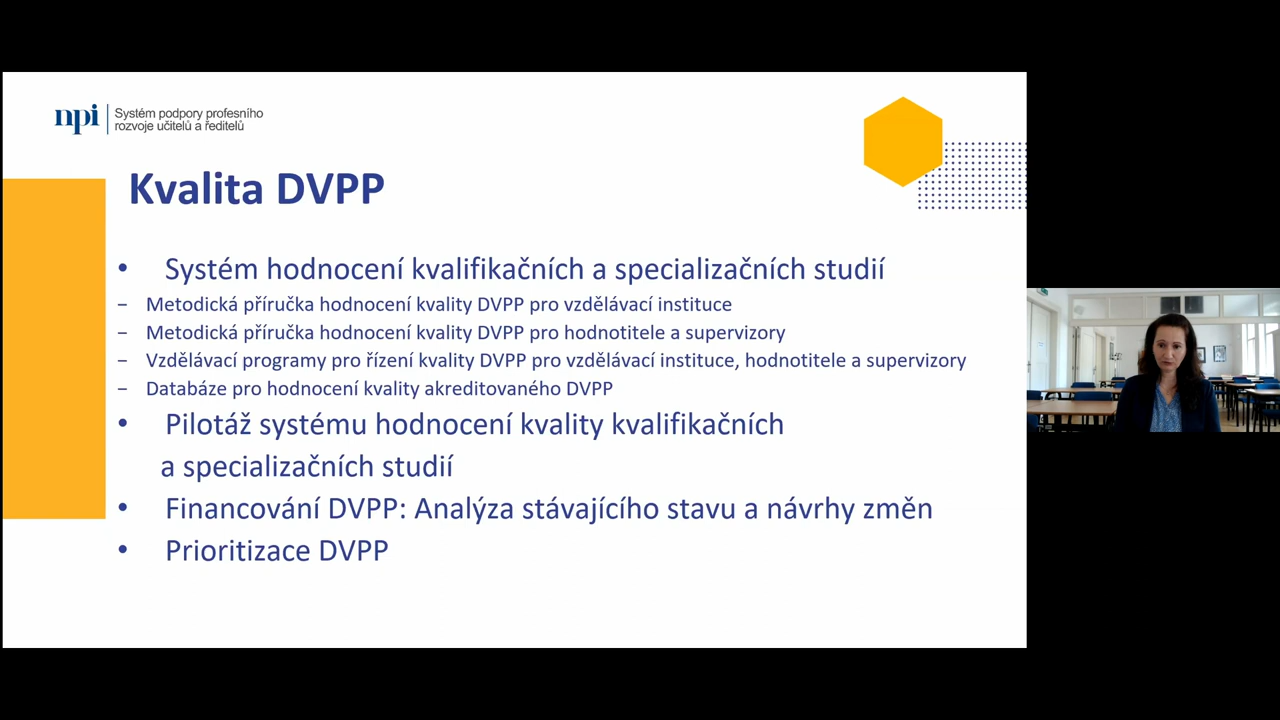 npi
Systém podpory profesního
rozvoje učitelů a ředitelů
Kvalita DVPP
• Systém hodnocení kvalifikačních a specializačních studií
– Metodická příručka hodnocení kvality DVPP pro vzdělávací instituce
– Metodická příručka hodnocení kvality DVPP pro hodnotitele a supervizory
– Vzdělávací programy pro řízení kvality DVPP pro vzdělávací instituce, hodnotitele a supervizory
– Databáze pro hodnocení kvality akreditovaného DVPP
• Pilotáž systému hodnocení kvality kvalifikačních
a specializačních studií
• Financování DVPP: Analýza stávajícího stavu a návrhy změn
• Prioritizace DVPP